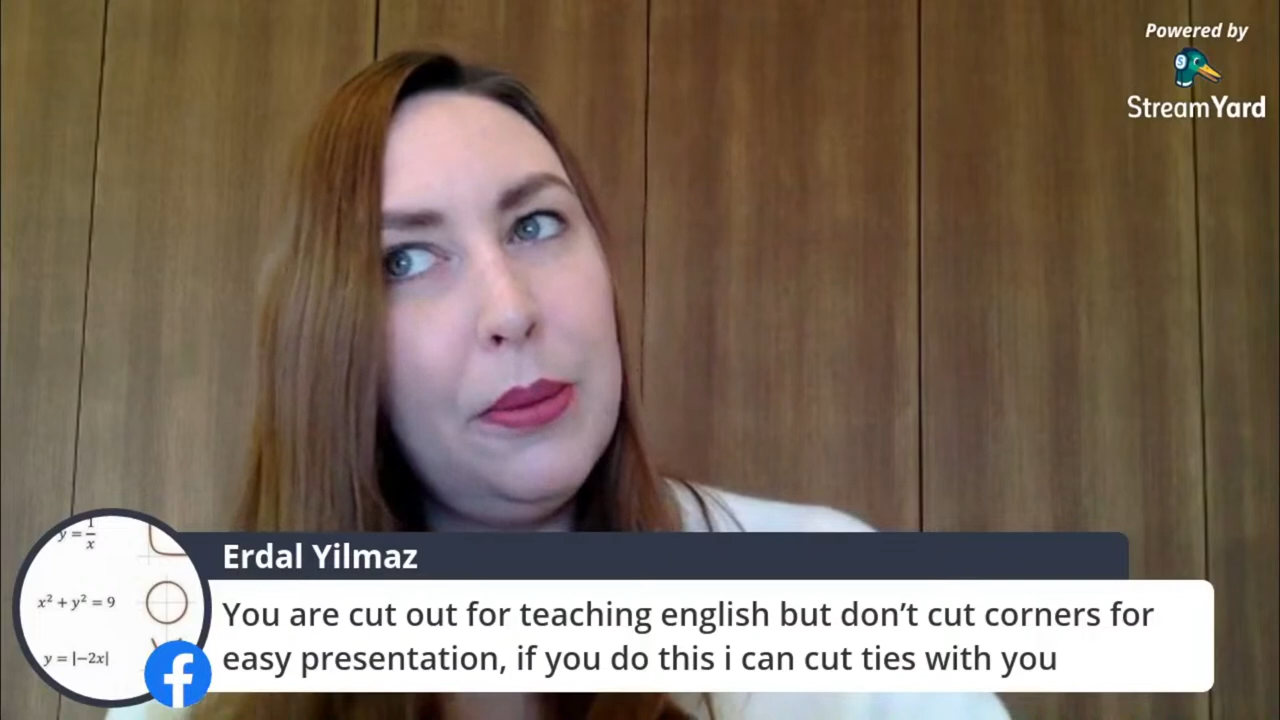 Powered by
StreamYard
Erdal Yilmaz
You are cut out for teaching english but don’t cut corners for
easy presentation, if you do this i can cut ties with you
x² + y² = 9
y = |−2x|